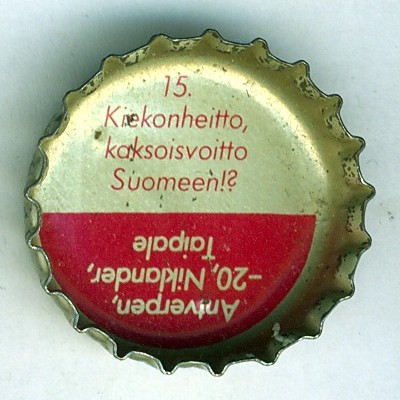 15.
Kiekonheitto,
kaksoisvoitto
Suomeen!?
Antverpen,
-20, Niklander,
Taipale